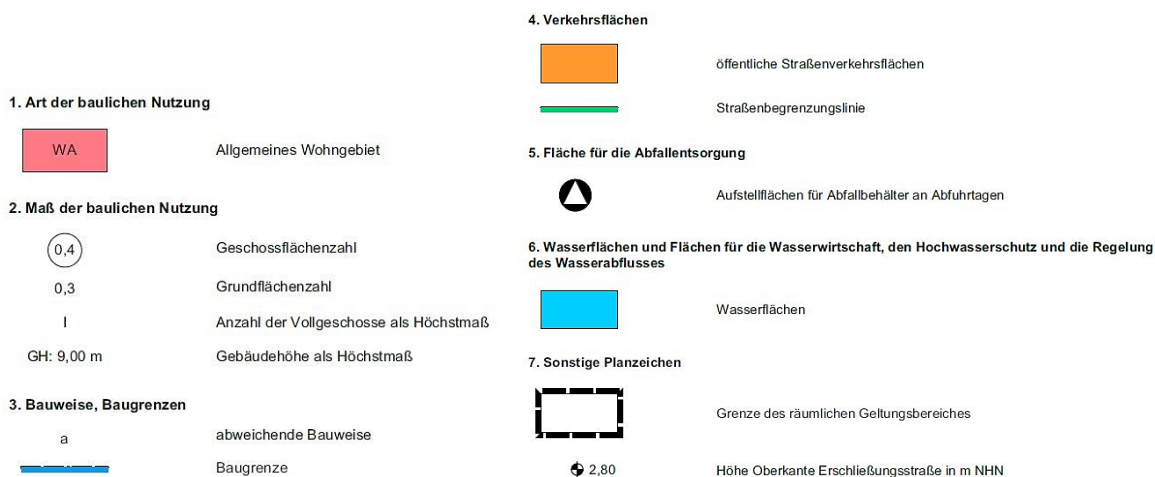 1. Art der baulichen Nutzung
WA Allgemeines Wohngebiet
2. Maß der baulichen Nutzung
0,4 Geschossflächenzahl
0,3 Grundflächenzahl
I Anzahl der Vollgeschosse als Höchstmaß
GH: 9,00 m Gebäudehöhe als Höchstmaß
3. Bauweise, Baugrenzen
a abweichende Bauweise
Baugrenze
4. Verkehrsflächen
öffentliche Straßenverkehrsflächen
Straßenbegrenzungslinie
5. Fläche für die Abfallentsorgung
Aufstellflächen für Abfallbehälter an Abfuhrtagen
6. Wasserflächen und Flächen für die Wasserwirtschaft, den Hochwasserschutz und die Regelung
des Wasserabflusses
Wasserflächen
7. Sonstige Planzeichen
Grenze des räumlichen Geltungsbereiches
2,80 Höhe Oberkante Erschließungsstraße in m NHN